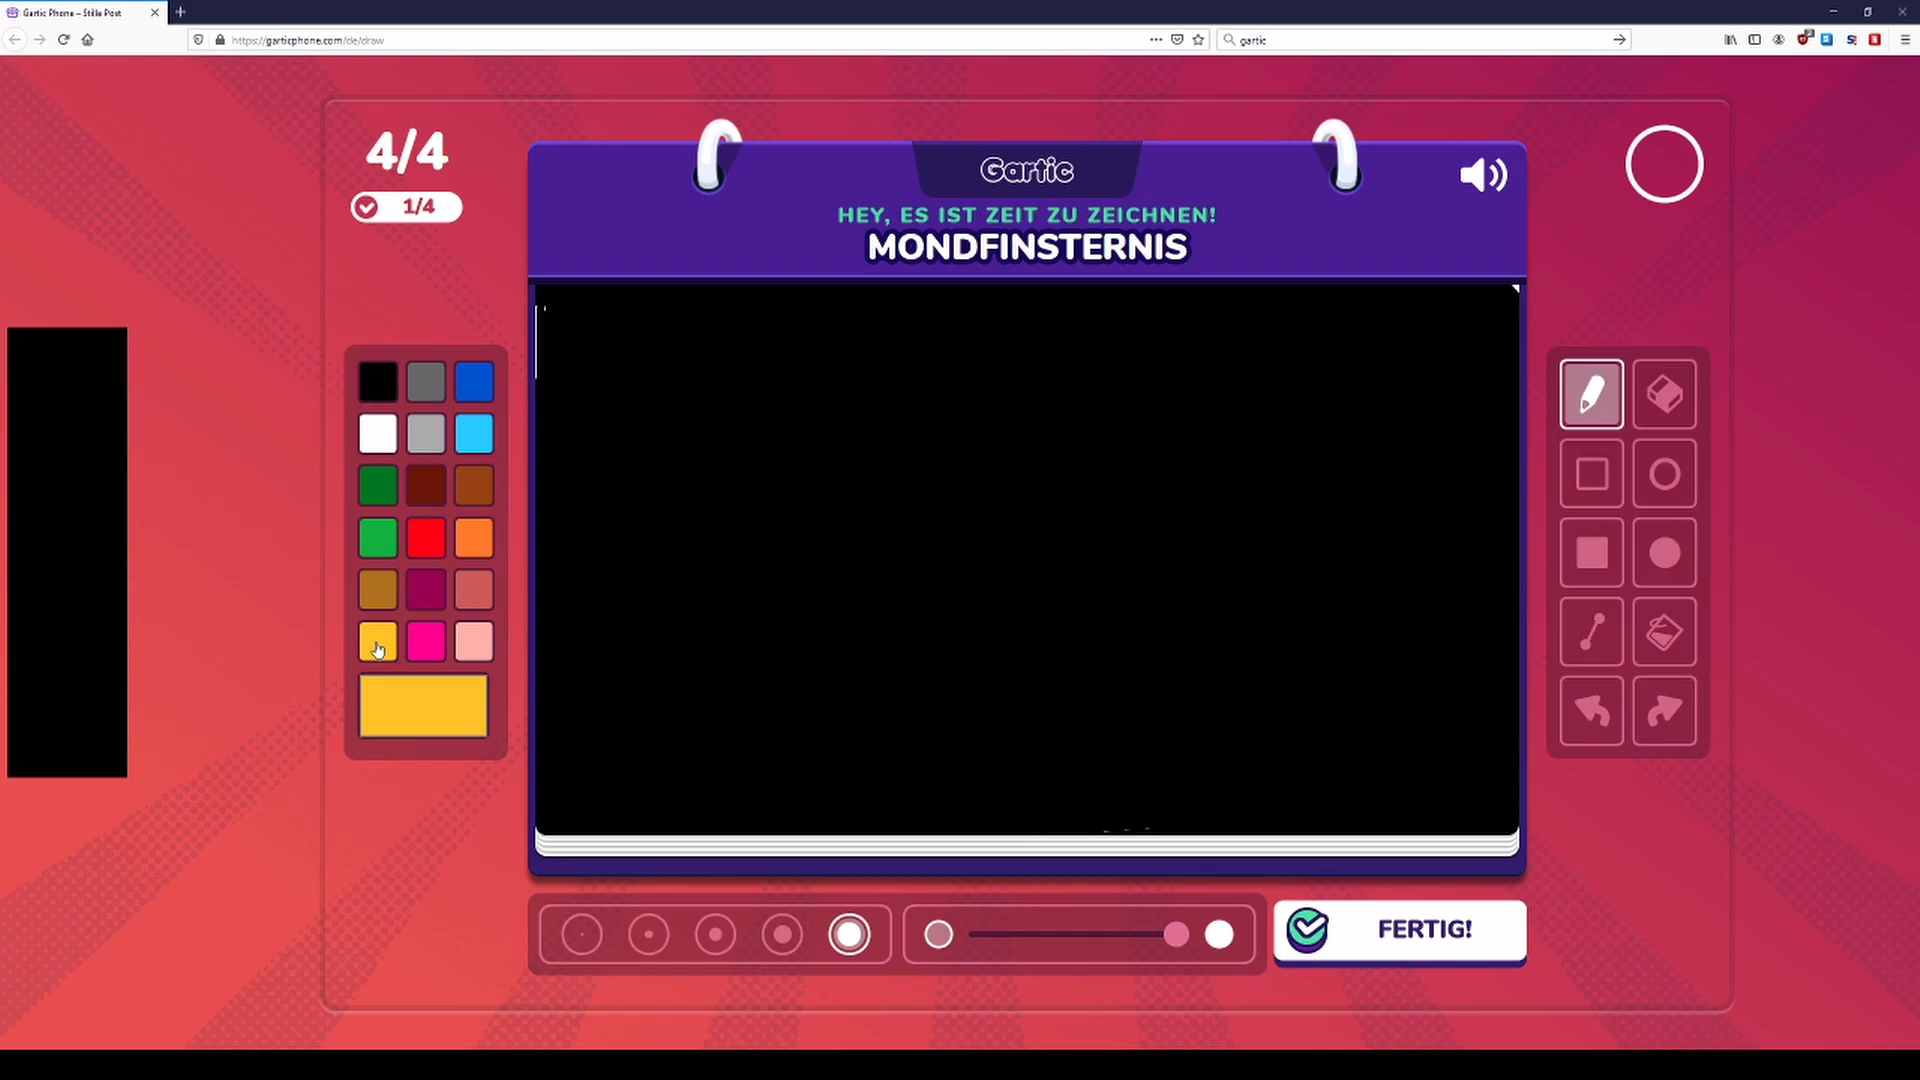 Gartic Phone – Stille Post
https://garticphone.com/de/draw
gartic
4/4
1/4
Gartic
HEY, ES IST ZEIT ZU ZEICHNEN!
MONDFINSTERNIS
FERTIG!